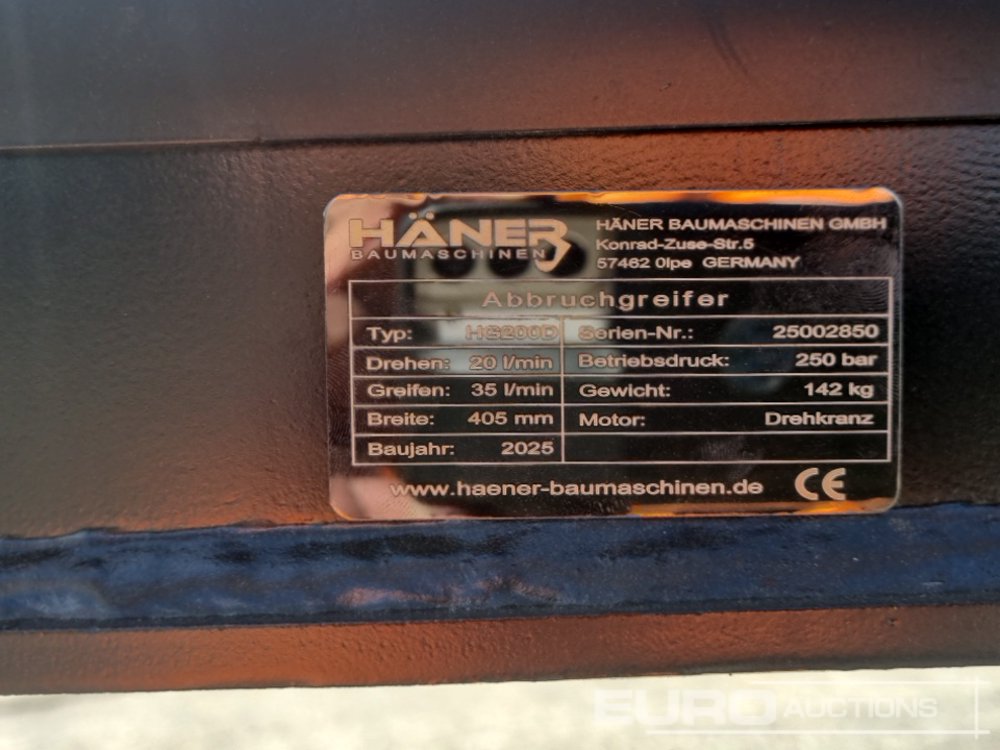 HÄNER
BAUMASCHINEN
HÄNER BAUMASCHINEN GMBH
Konrad-Zuse-Str.5
57462 Olpe GERMANY
Abbruchgreifer
Typ: HG200D Serien-Nr.: 25002850
Drehen: 20 l/min Betriebsdruck: 250 bar
Greifen: 35 l/min Gewicht: 142 kg
Breite: 405 mm Motor: Drehkranz
Baujahr: 2025
www.haener-baumaschinen.de CE
EURO AUCTIONS